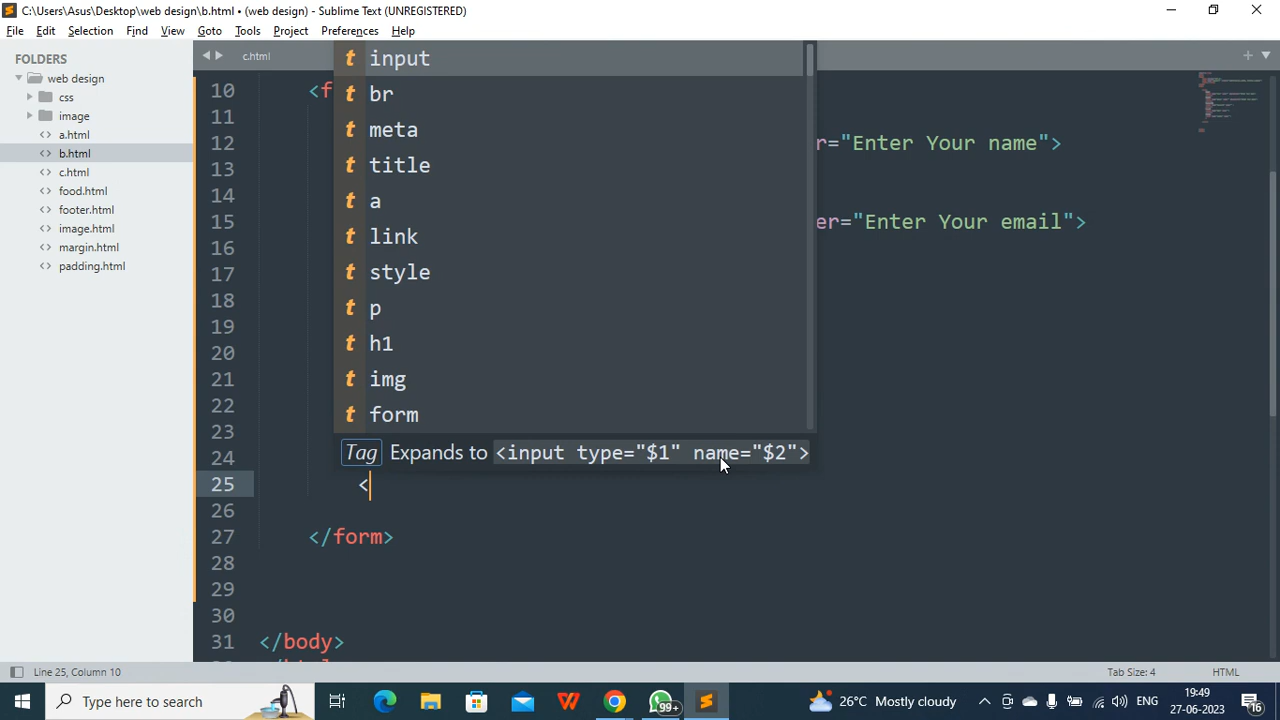 C:\Users\Asus\Desktop\web design\b.html • (web design) - Sublime Text (UNREGISTERED)
File Edit Selection Find View Goto Tools Project Preferences Help
FOLDERS
web design
css
image
a.html
b.html
c.html
food.html
footer.html
image.html
margin.html
padding.html
c.html
input
br
meta
title
a
link
style
p
h1
img
form
Tag Expands to <input type="$1" name="$2">
10 <f
11
12 r="Enter Your name">
13
14
15 er="Enter Your email">
16
17
18
19
20
21
22
23
24
25 <
26
27 </form>
28
29
30
31 </body>
Line 25, Column 10
Tab Size: 4
HTML
Type here to search
99+
26°C Mostly cloudy
ENG
19:49
27-06-2023
16